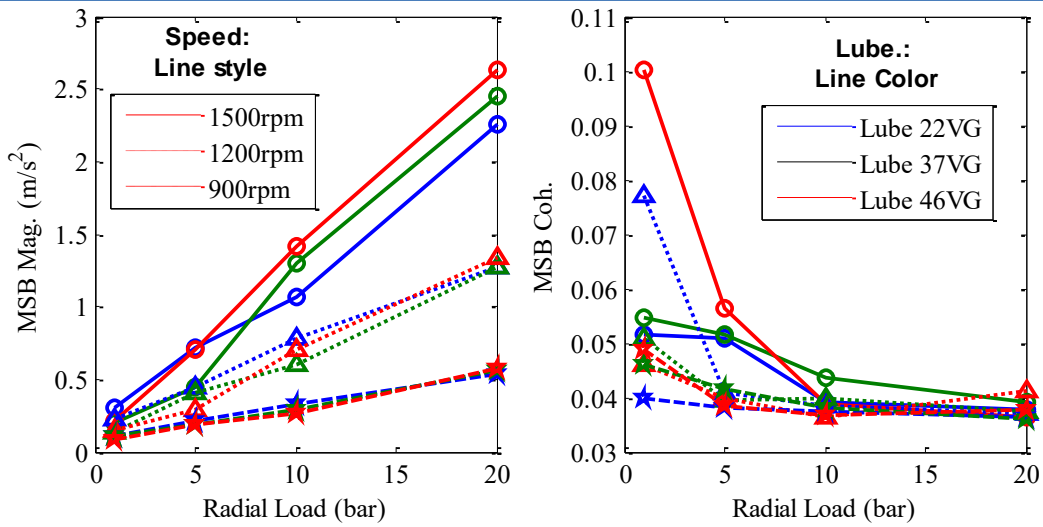 Speed:
Line style
1500rpm
1200rpm
900rpm
MSB Mag. (m/s²)
3
2.5
2
1.5
1
0.5
0
0
5
10
15
20
Radial Load (bar)
Lube.:
Line Color
Lube 22VG
Lube 37VG
Lube 46VG
MSB Coh.
0.11
0.1
0.09
0.08
0.07
0.06
0.05
0.04
0.03
0
5
10
15
20
Radial Load (bar)